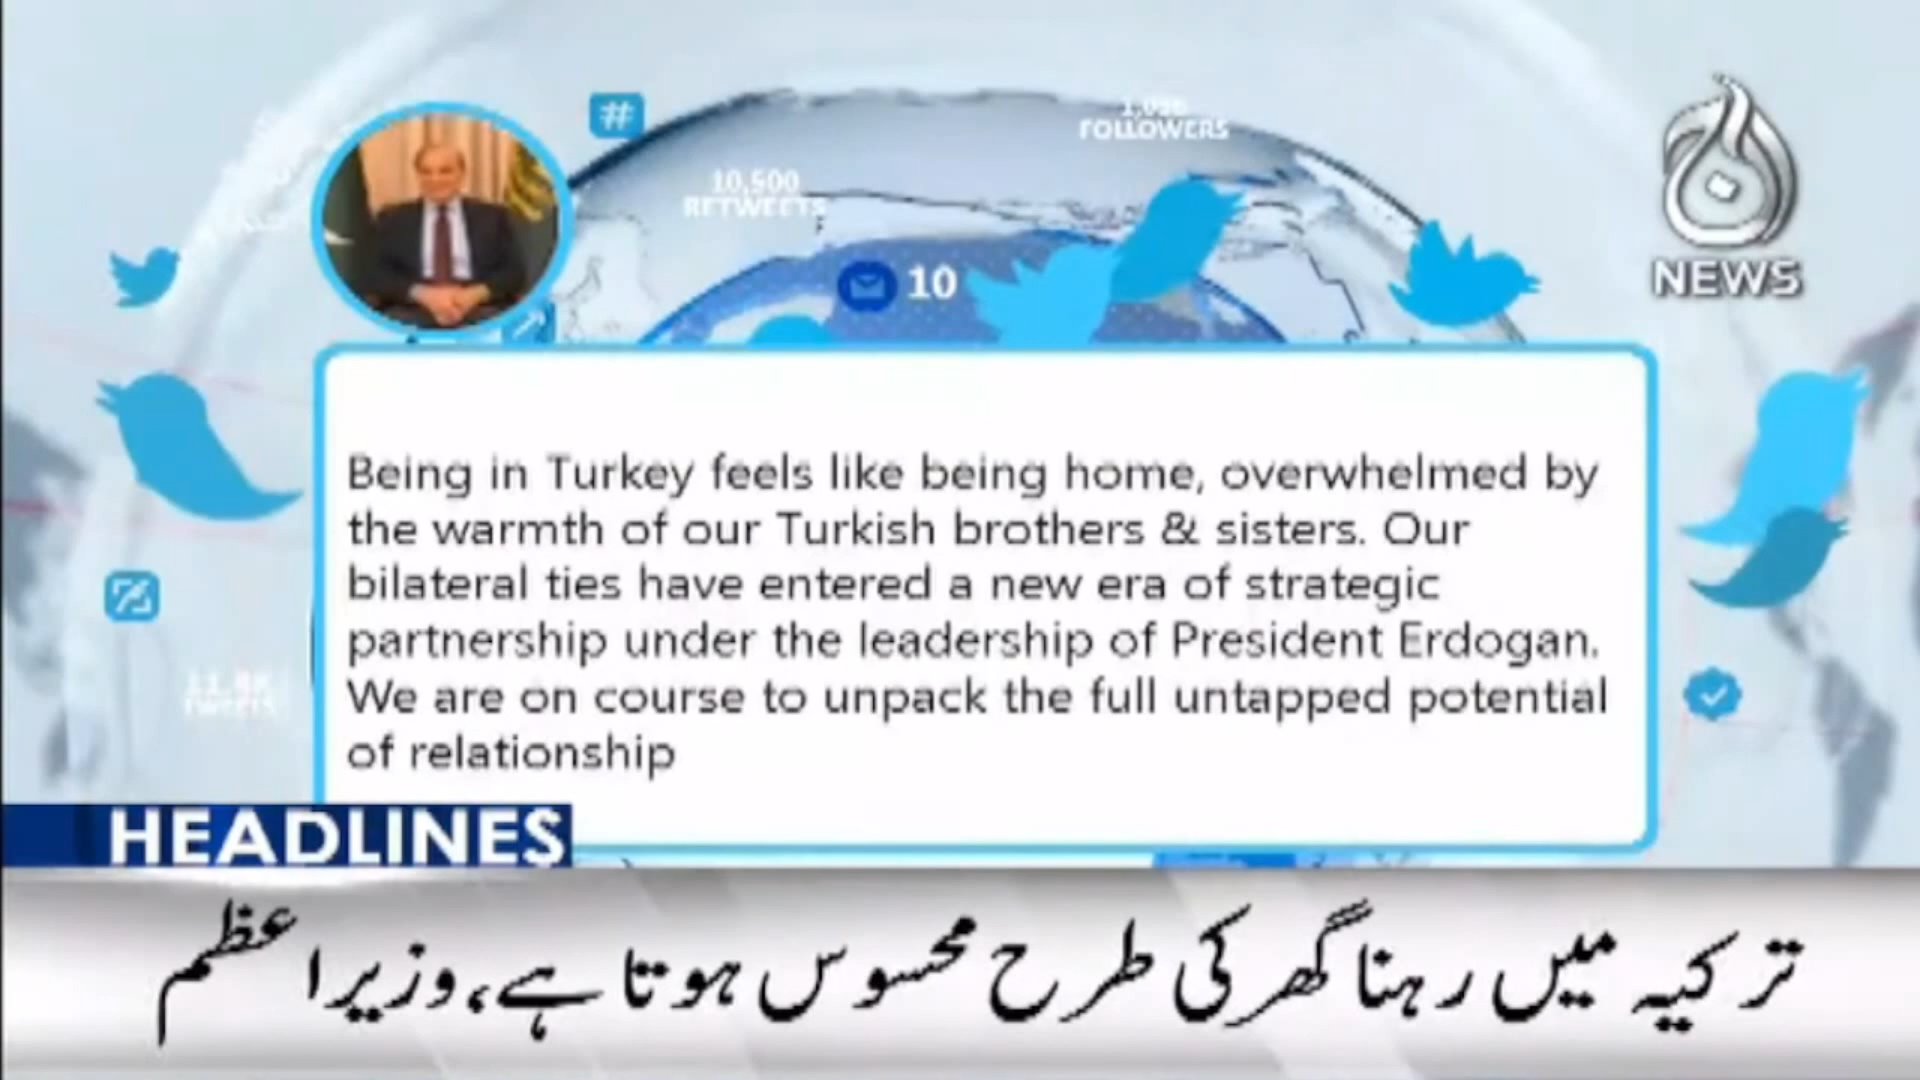 #
1,086
FOLLOWERS
10,500
RETWEETS
10
NEWS
Being in Turkey feels like being home, overwhelmed by
the warmth of our Turkish brothers & sisters. Our
bilateral ties have entered a new era of strategic
partnership under the leadership of President Erdogan.
We are on course to unpack the full untapped potential
of relationship
TWEETS
HEADLINES
ترکیہ میں رہنا گھر کی طرح محسوس ہوتا ہے،وزیراعظم